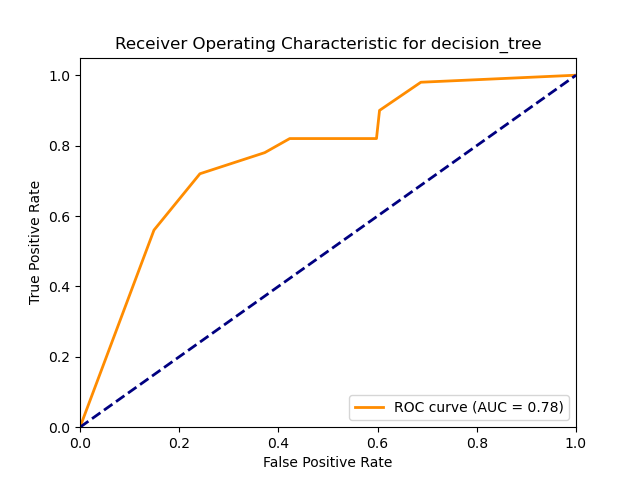 Receiver Operating Characteristic for decision_tree
1.0
0.8
0.6
0.4
0.2
0.0
True Positive Rate
ROC curve (AUC = 0.78)
0.0 0.2 0.4 0.6 0.8 1.0
False Positive Rate